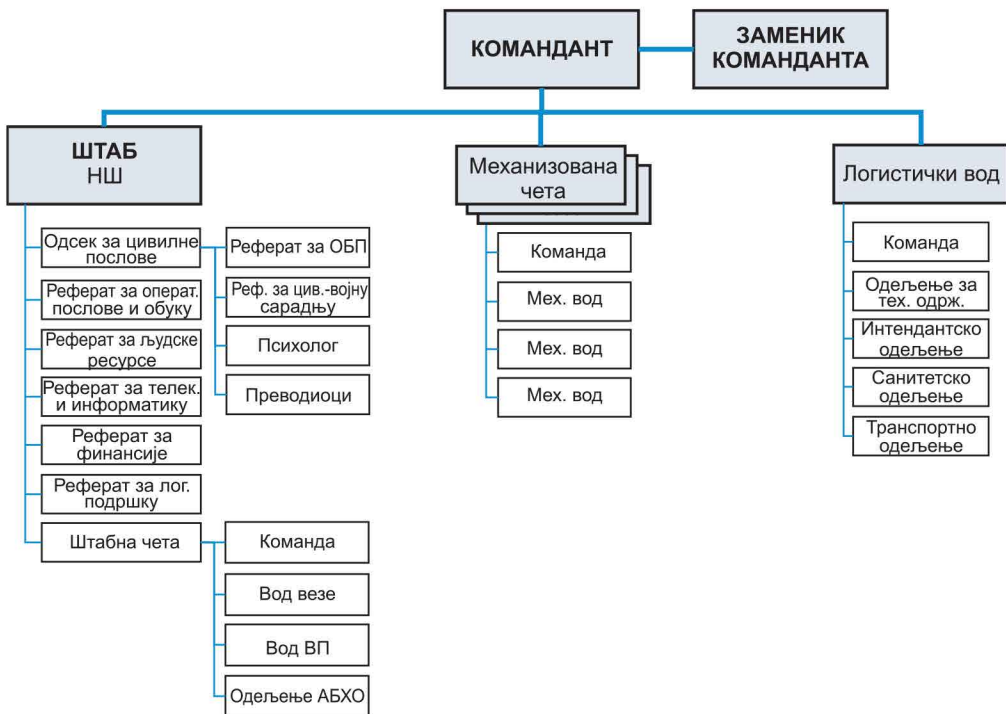 КОМАНДАНТ
ЗАМЕНИК
КОМАНДАНТА
ШТАБ
НШ
Механизована
чета
Логистички вод
Одсек за цивилне
послове
Реферат за операт.
послове и обуку
Реферат за људске
ресурсе
Реферат за телек.
и информатику
Реферат за
финансије
Реферат за лог.
подршку
Штабна чета
Реферат за ОБП
Реф. за цив.-војну
сарадњу
Психолог
Преводиоци
Команда
Вод везе
Вод ВП
Одељење АБХО
Команда
Мех. вод
Мех. вод
Мех. вод
Команда
Одељење за
тех. одрж.
Интендантско
одељење
Санитетско
одељење
Транспортно
одељење